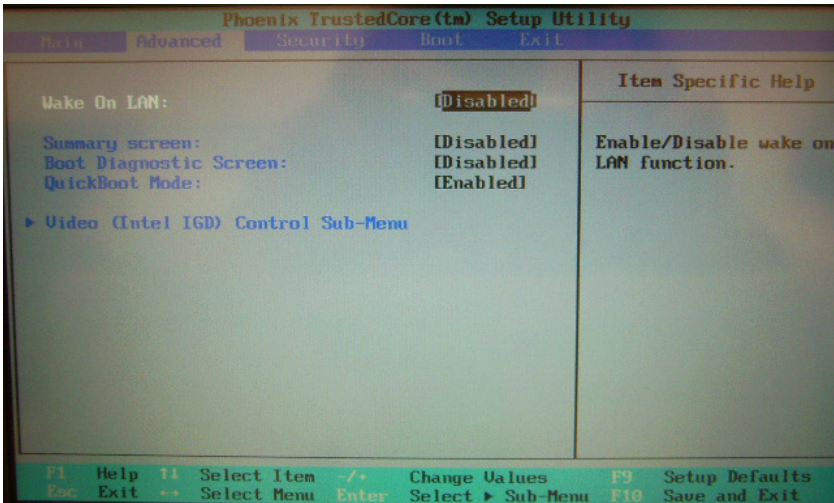 Phoenix TrustedCore(tm) Setup Utility
Main Advanced Security Boot Exit
Item Specific Help
Wake On LAN: [Disabled]
Summary screen: [Disabled]
Boot Diagnostic Screen: [Disabled]
QuickBoot Mode: [Enabled]
Enable/Disable wake on
LAN function.
▶ Video (Intel IGD) Control Sub-Menu
F1 Help ↑↓ Select Item -/+ Change Values F9 Setup Defaults
Esc Exit ↔ Select Menu Enter Select ▶ Sub-Menu F10 Save and Exit